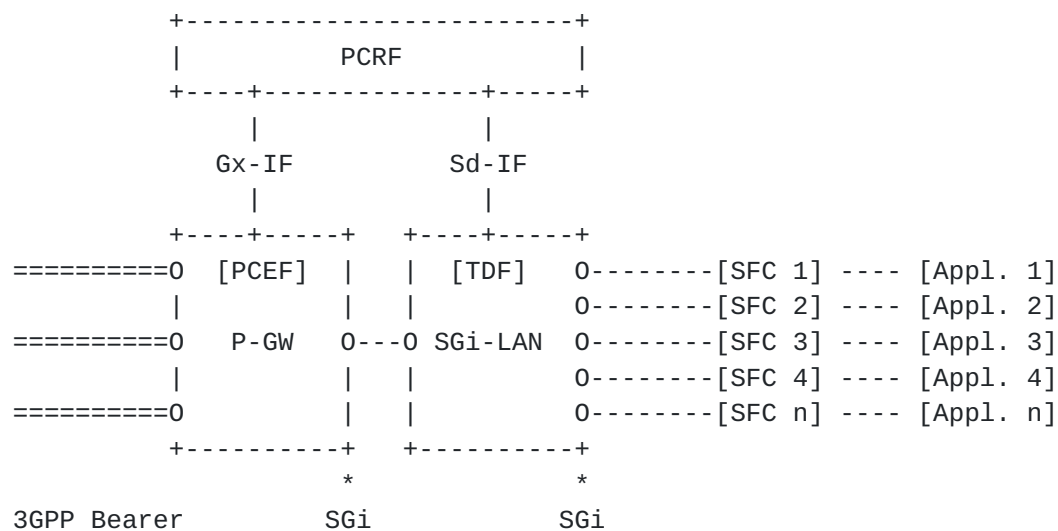 PCRF
Gx-IF Sd-IF
[PCEF] [TDF] [SFC 1] [Appl. 1]
[SFC 2] [Appl. 2]
P-GW SGi-LAN [SFC 3] [Appl. 3]
[SFC 4] [Appl. 4]
[SFC n] [Appl. n]
3GPP Bearer SGi SGi